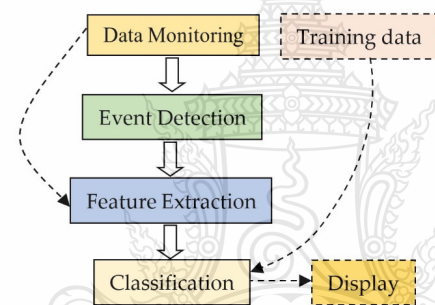 Data Monitoring
Training data
Event Detection
Feature Extraction
Classification
Display